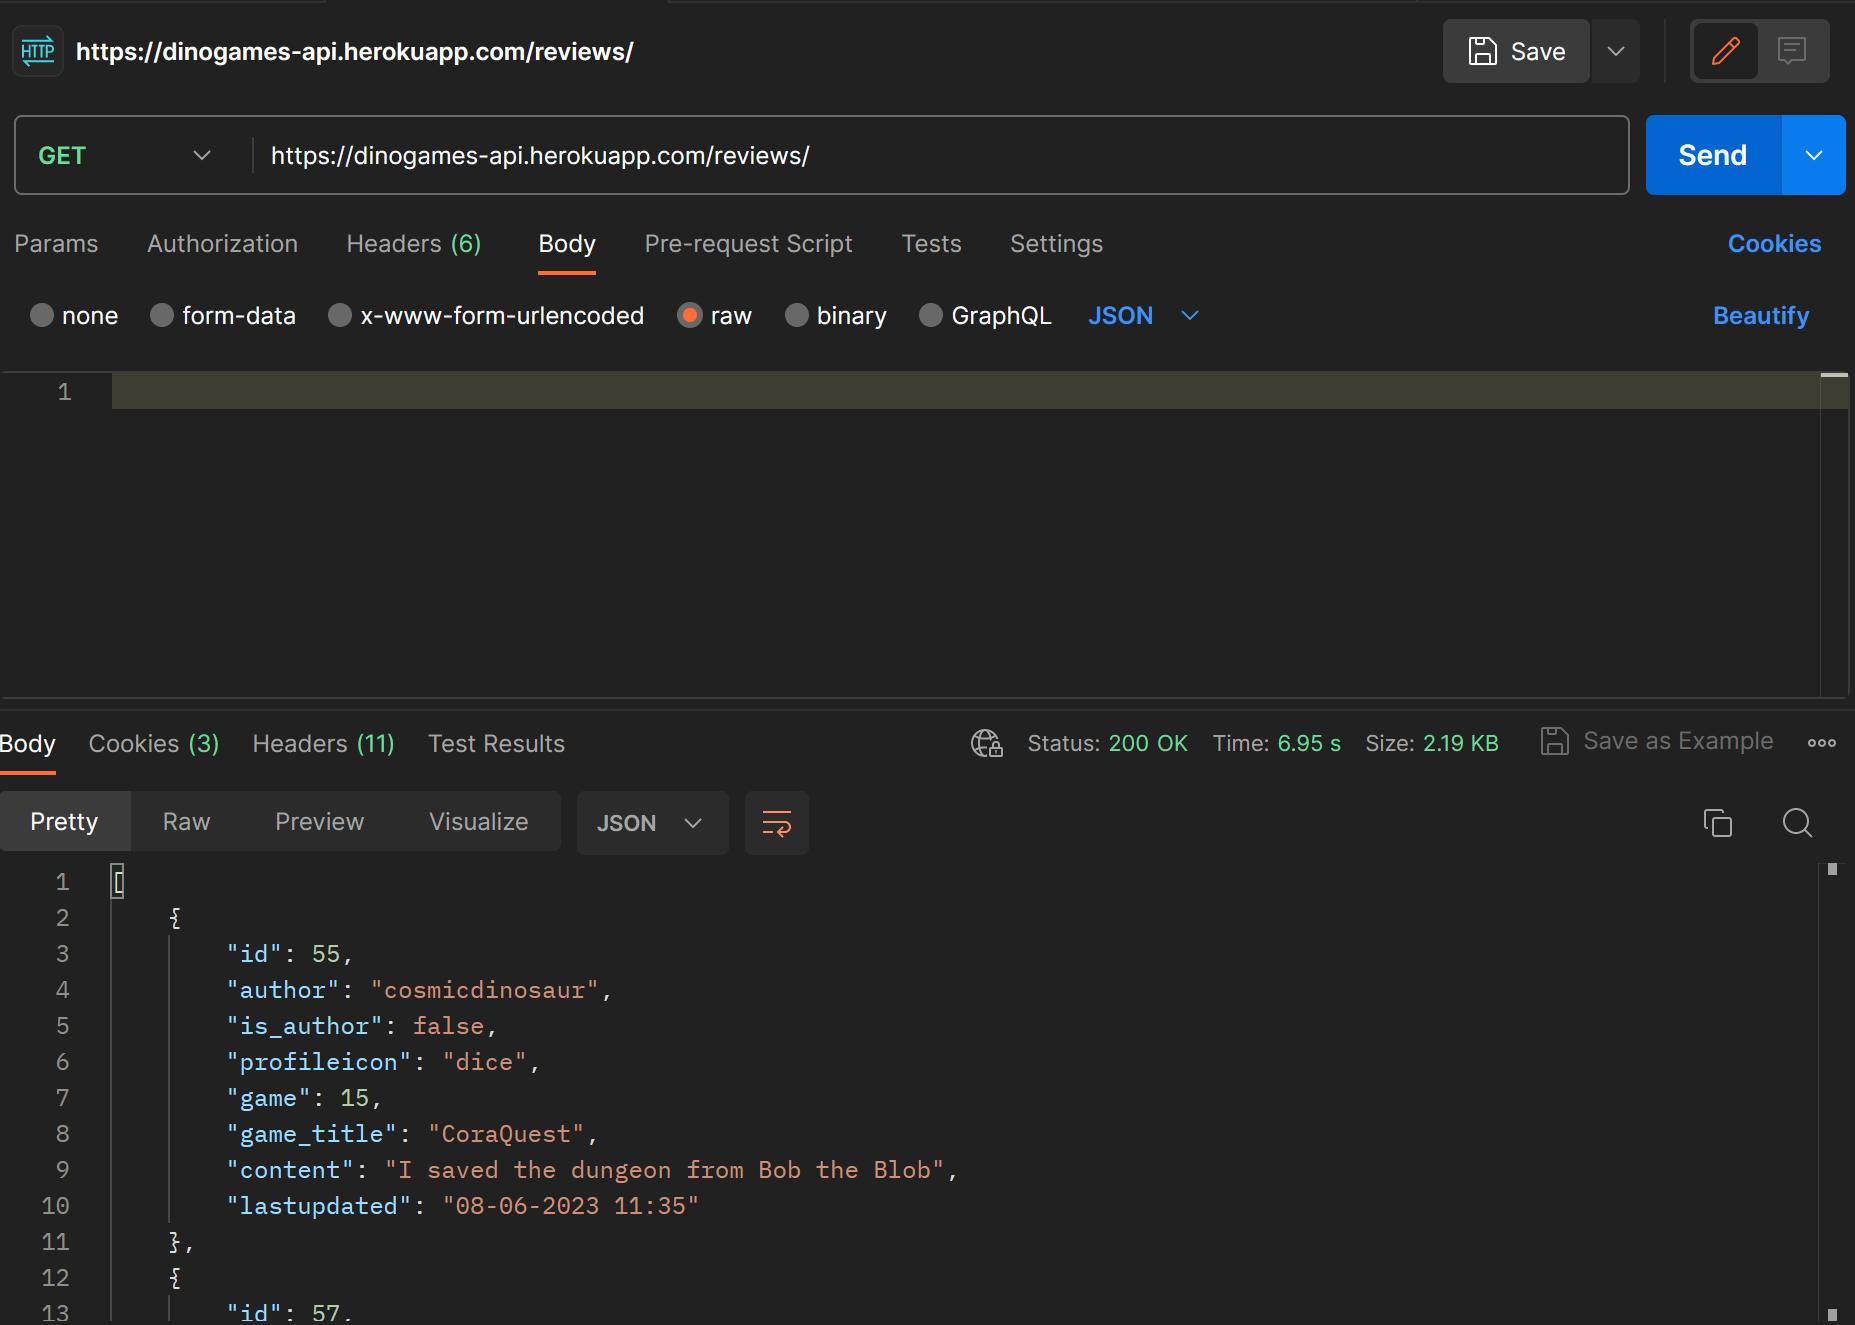 HTTP https://dinogames-api.herokuapp.com/reviews/ Save
GET https://dinogames-api.herokuapp.com/reviews/ Send
Params Authorization Headers (6) Body Pre-request Script Tests Settings Cookies
none form-data x-www-form-urlencoded raw binary GraphQL JSON Beautify
1
Body Cookies (3) Headers (11) Test Results Status: 200 OK Time: 6.95 s Size: 2.19 KB Save as Example
Pretty Raw Preview Visualize JSON
1 [
2 {
3 "id": 55,
4 "author": "cosmicdinosaur",
5 "is_author": false,
6 "profileicon": "dice",
7 "game": 15,
8 "game_title": "CoraQuest",
9 "content": "I saved the dungeon from Bob the Blob",
10 "lastupdated": "08-06-2023 11:35"
11 },
12 {
13 "id": 57,